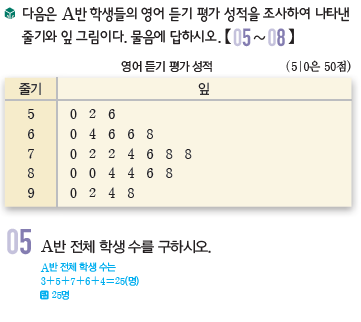 다음은 A반 학생들의 영어 듣기 평가 성적을 조사하여 나타낸
줄기와 잎 그림이다. 물음에 답하시오.【05~08】
영어 듣기 평가 성적 (5|0은 50점)
줄기 잎
5 0 2 6
6 0 4 6 6 8
7 0 2 2 4 6 8 8
8 0 0 4 4 6 8
9 0 2 4 8
05 A반 전체 학생 수를 구하시오.
A반 전체 학생 수는
3+5+7+6+4=25(명)
답 25명